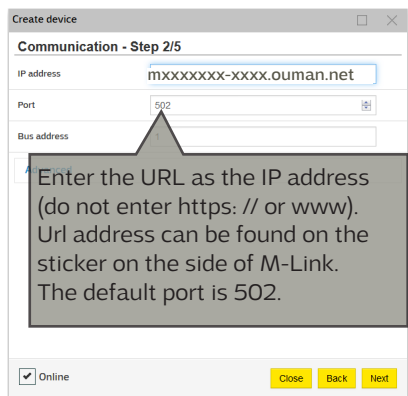 Create device
Communication - Step 2/5
IP address
mxxxxxxx-xxxx.ouman.net
Port
502
Bus address
1
Advanced
Enter the URL as the IP address
(do not enter https: // or www).
Url address can be found on the
sticker on the side of M-Link.
The default port is 502.
Online
Close
Back
Next